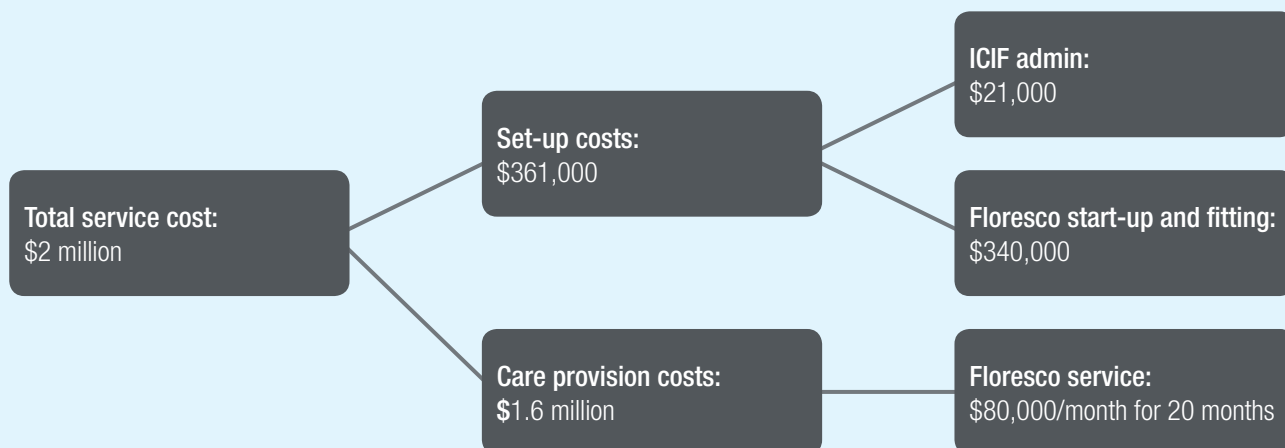 Total service cost:
$2 million
Set-up costs:
$361,000
Care provision costs:
$1.6 million
ICIF admin:
$21,000
Floresco start-up and fitting:
$340,000
Floresco service:
$80,000/month for 20 months